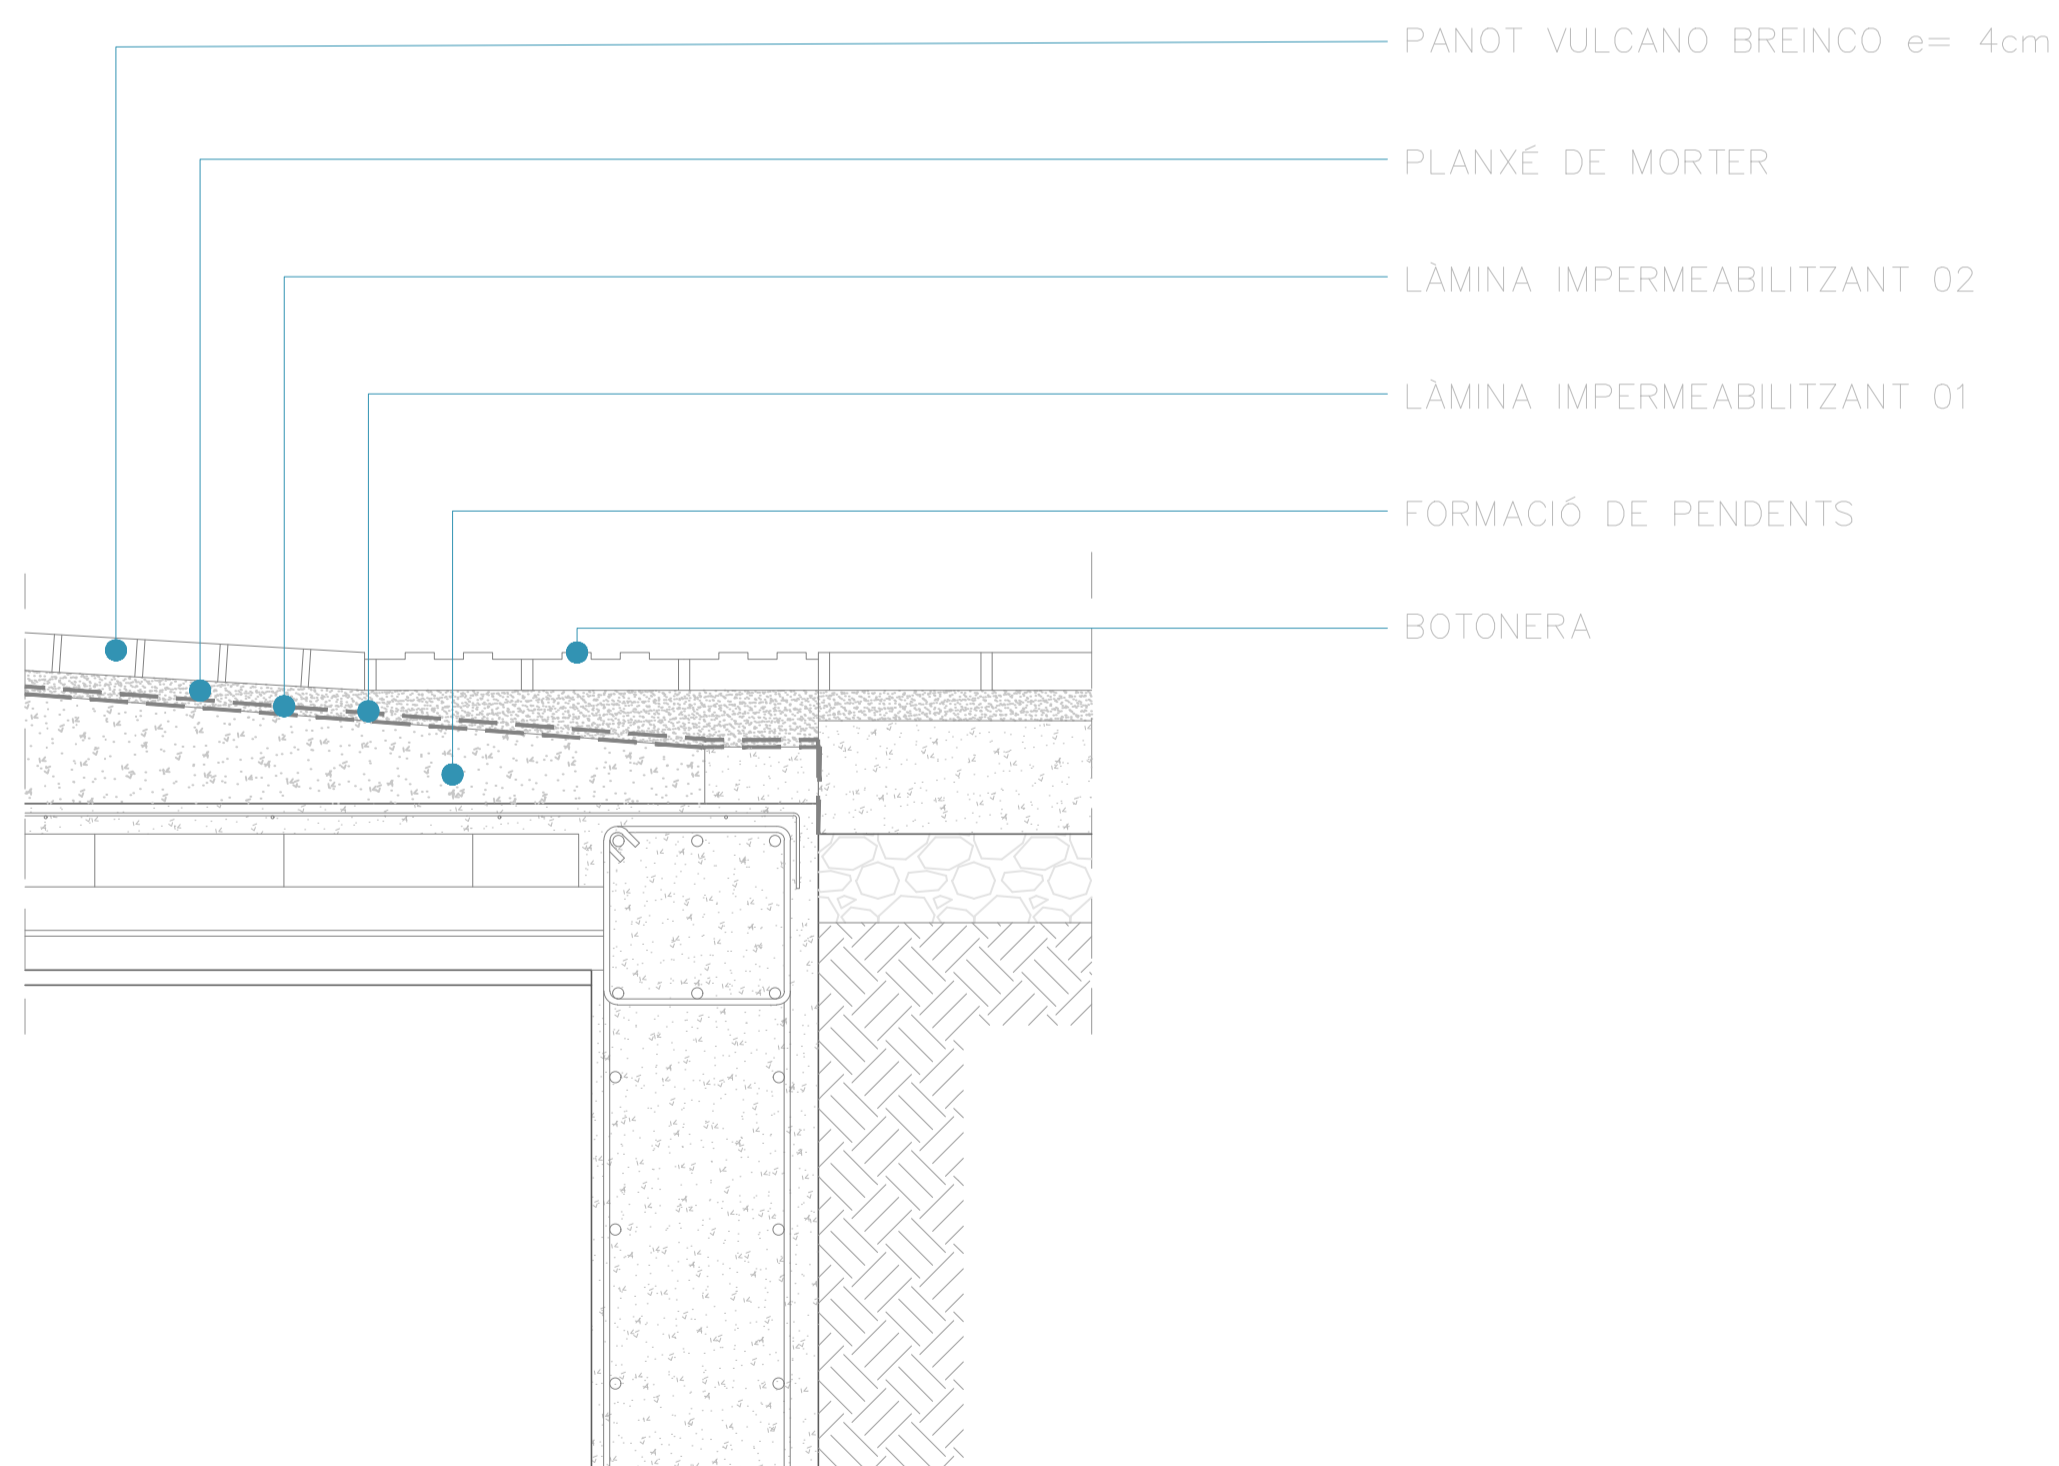 PANOT VULCANO BREINCO e= 4cm
PLANXÉ DE MORTER
LÀMINA IMPERMEABILITZANT 02
LÀMINA IMPERMEABILITZANT 01
FORMACIÓ DE PENDENTS
BOTONERA